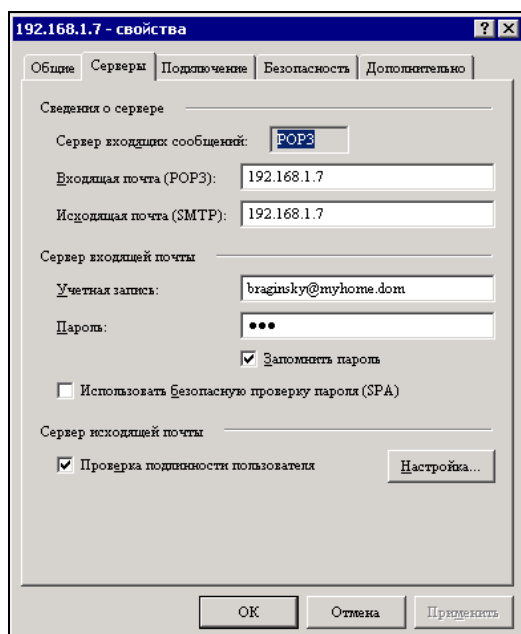 192.168.1.7 - свойства
Общие Серверы Подключение Безопасность Дополнительно
Сведения о сервере
Сервер входящих сообщений: POP3
Входящая почта (POP3): 192.168.1.7
Исходящая почта (SMTP): 192.168.1.7
Сервер входящей почты
Учетная запись: braginsky@myhome.dom
Пароль: ●●●
Запомнить пароль
Использовать безопасную проверку пароля (SPA)
Сервер исходящей почты
Проверка подлинности пользователя Настройка...
ОК Отмена Применить